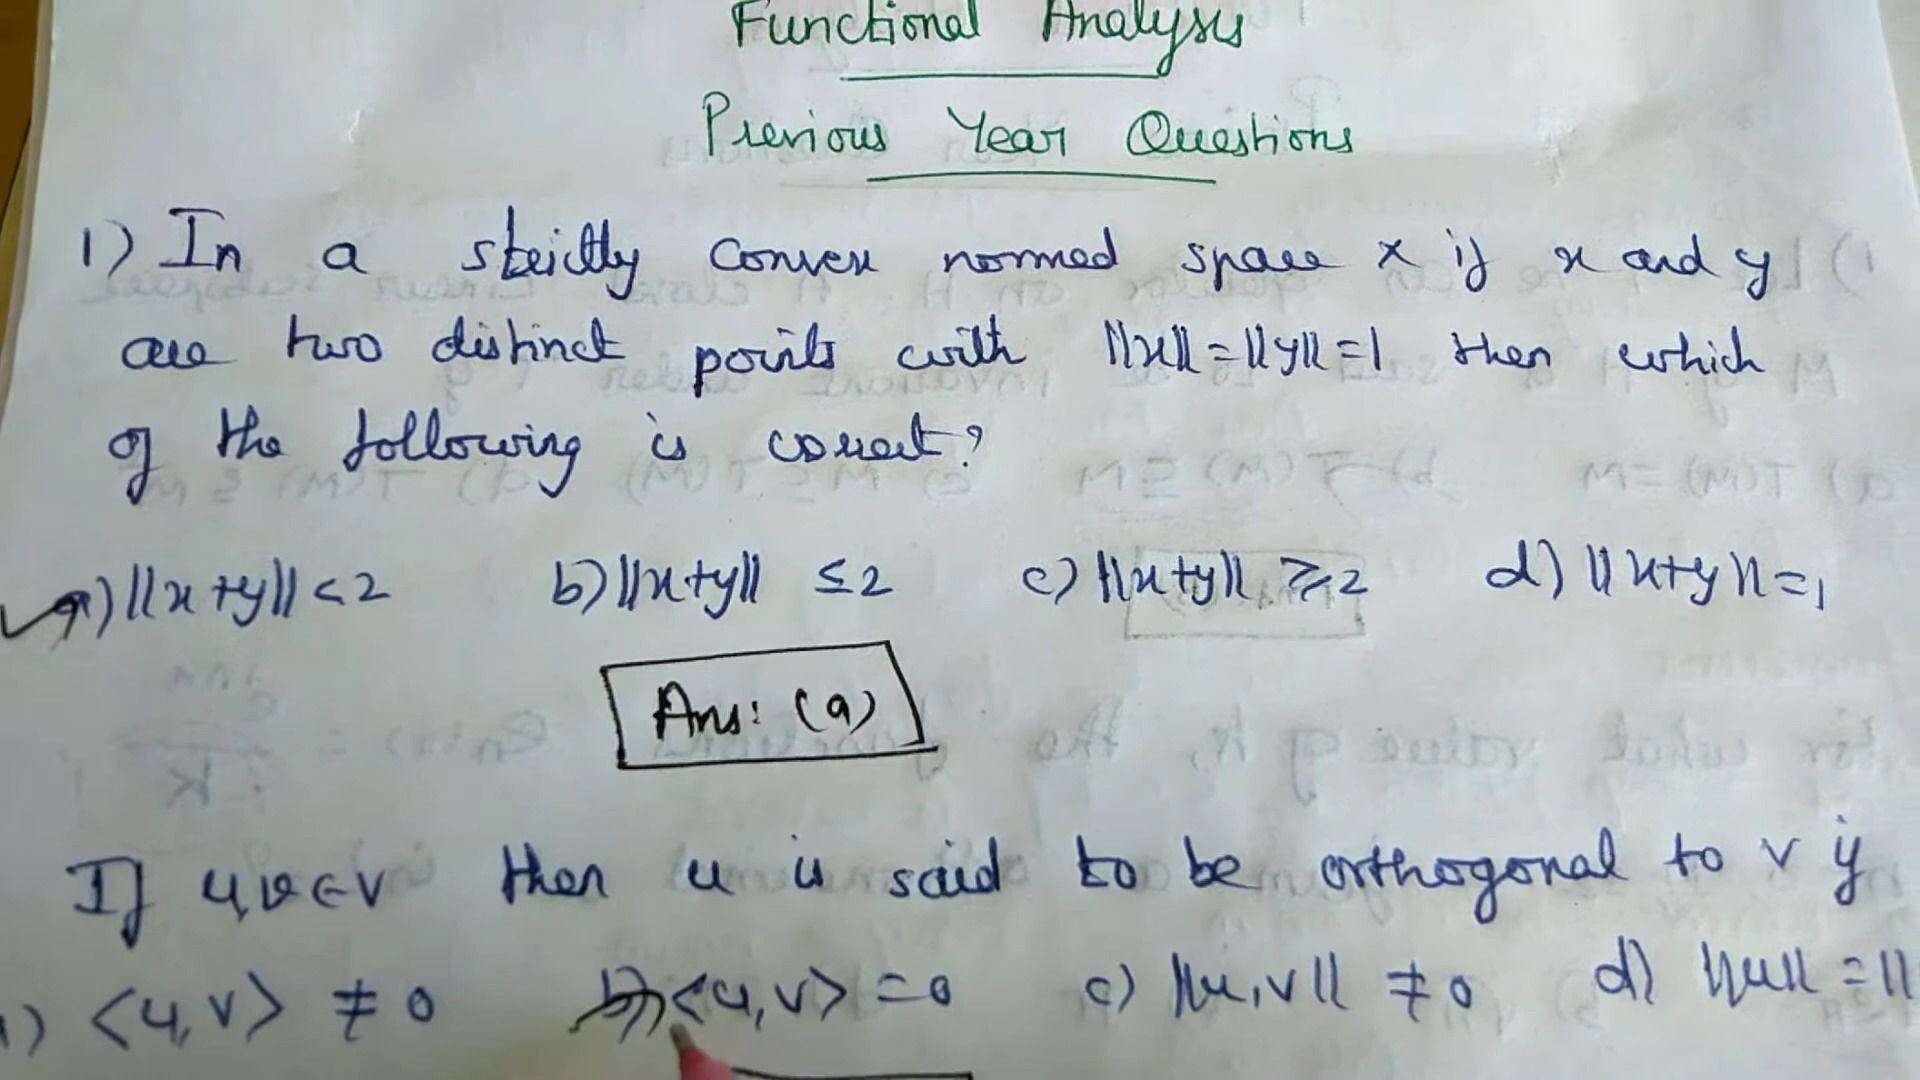 Functional Analysis
Previous Year Questions
1) In a strictly convex normed space X if x and y
are two distinct points with ||x|| = ||y|| = 1 then which
of the following is correct?
a) ||x+y|| < 2 b) ||x+y|| ≤ 2 c) ||x+y|| ≥ 2 d) ||x+y|| = 1
Ans: (a)
If u,v∈V then u is said to be orthogonal to v if
) <u,v> ≠ 0 b) <u,v> = 0 c) ||u,v|| ≠ 0 d) ||u|| = ||